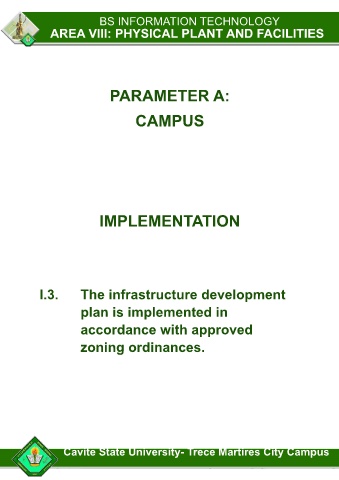 BS INFORMATION TECHNOLOGY
AREA VIII: PHYSICAL PLANT AND FACILITIES
PARAMETER A:
CAMPUS
IMPLEMENTATION
I.3. The infrastructure development
plan is implemented in
accordance with approved
zoning ordinances.
Cavite State University- Trece Martires City Campus